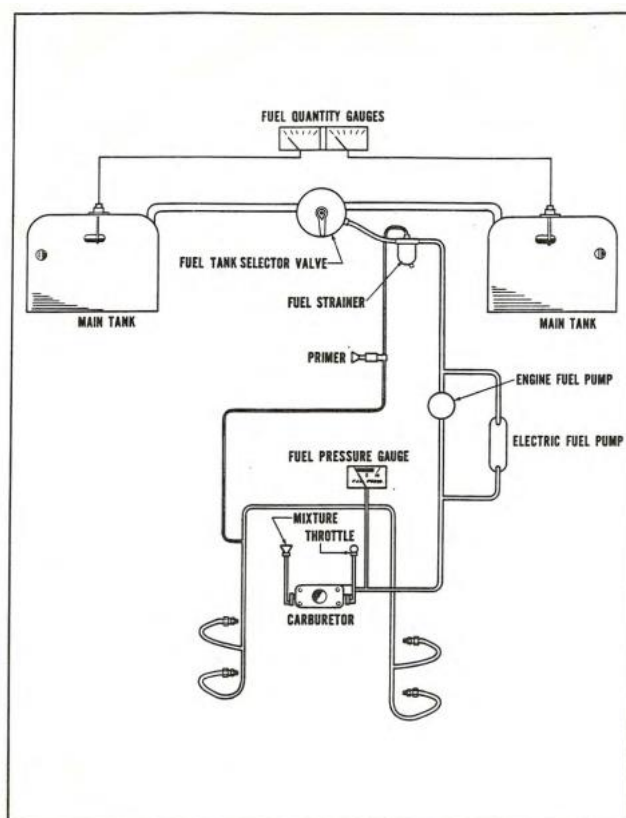 FUEL QUANTITY GAUGES
FUEL TANK SELECTOR VALVE
FUEL STRAINER
MAIN TANK
MAIN TANK
PRIMER
ENGINE FUEL PUMP
ELECTRIC FUEL PUMP
FUEL PRESSURE GAUGE
MIXTURE
THROTTLE
CARBURETOR